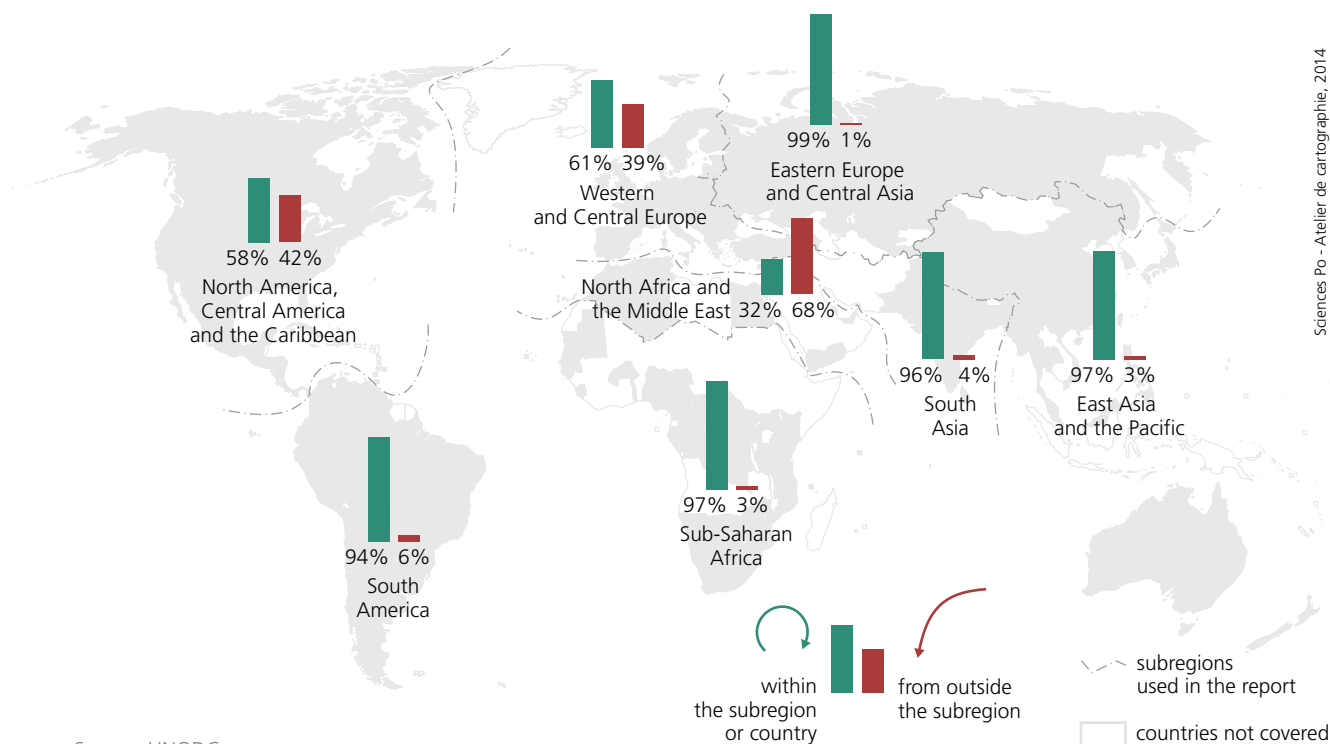 Sciences Po - Atelier de cartographie, 2014
99% 1%
Eastern Europe
and Central Asia
61% 39%
Western
and Central Europe
58% 42%
North America,
Central America
and the Caribbean
North Africa and
the Middle East 32% 68%
96% 4%
South
Asia
97% 3%
East Asia
and the Pacific
97% 3%
Sub-Saharan
Africa
94% 6%
South
America
within
the subregion
or country
from outside
the subregion
subregions
used in the report
countries not covered